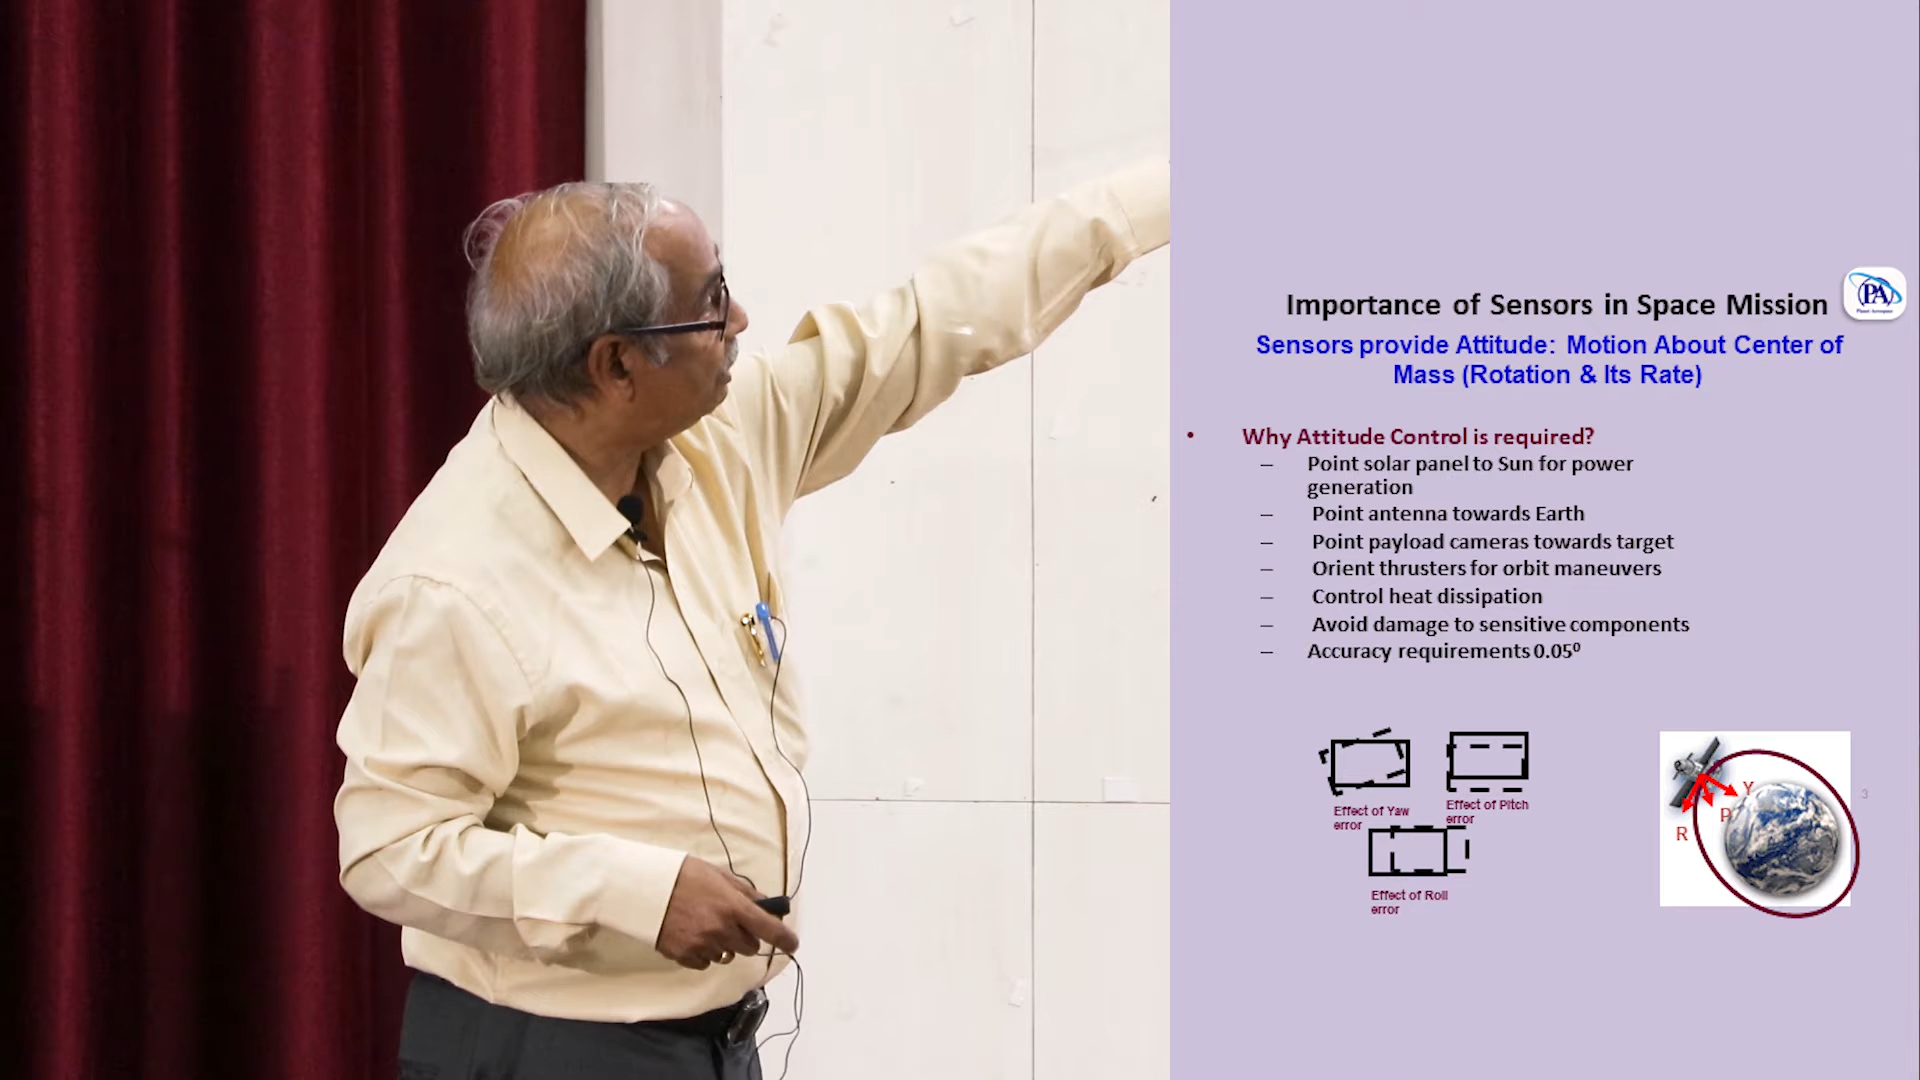 Importance of Sensors in Space Mission
PA
Planet Aerospace
Sensors provide Attitude: Motion About Center of
Mass (Rotation & Its Rate)
• Why Attitude Control is required?
– Point solar panel to Sun for power
generation
– Point antenna towards Earth
– Point payload cameras towards target
– Orient thrusters for orbit maneuvers
– Control heat dissipation
– Avoid damage to sensitive components
– Accuracy requirements 0.05⁰
Effect of Yaw
error
Effect of Pitch
error
Effect of Roll
error
Y
P
R
3